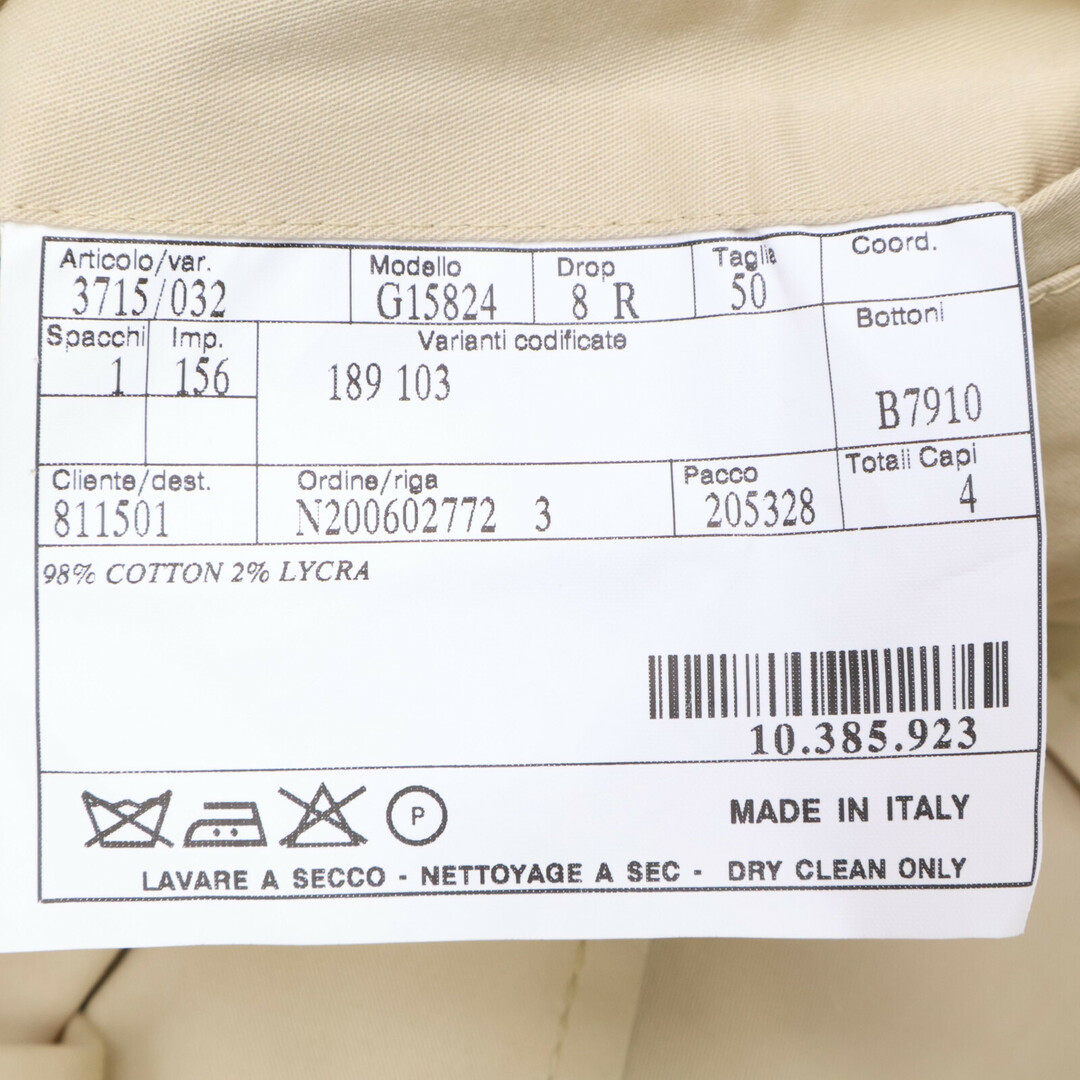 Articolo/var. Modello Drop Taglia Coord.
3715/032 G15824 8 R 50
Spacchi Imp. Varianti codificate Bottoni
1 156 189 103 B7910
Cliente/dest. Ordine/riga Pacco Totali Capi
811501 N200602772 3 205328 4
98% COTTON 2% LYCRA
10.385.923
P MADE IN ITALY
LAVARE A SECCO - NETTOYAGE A SEC - DRY CLEAN ONLY